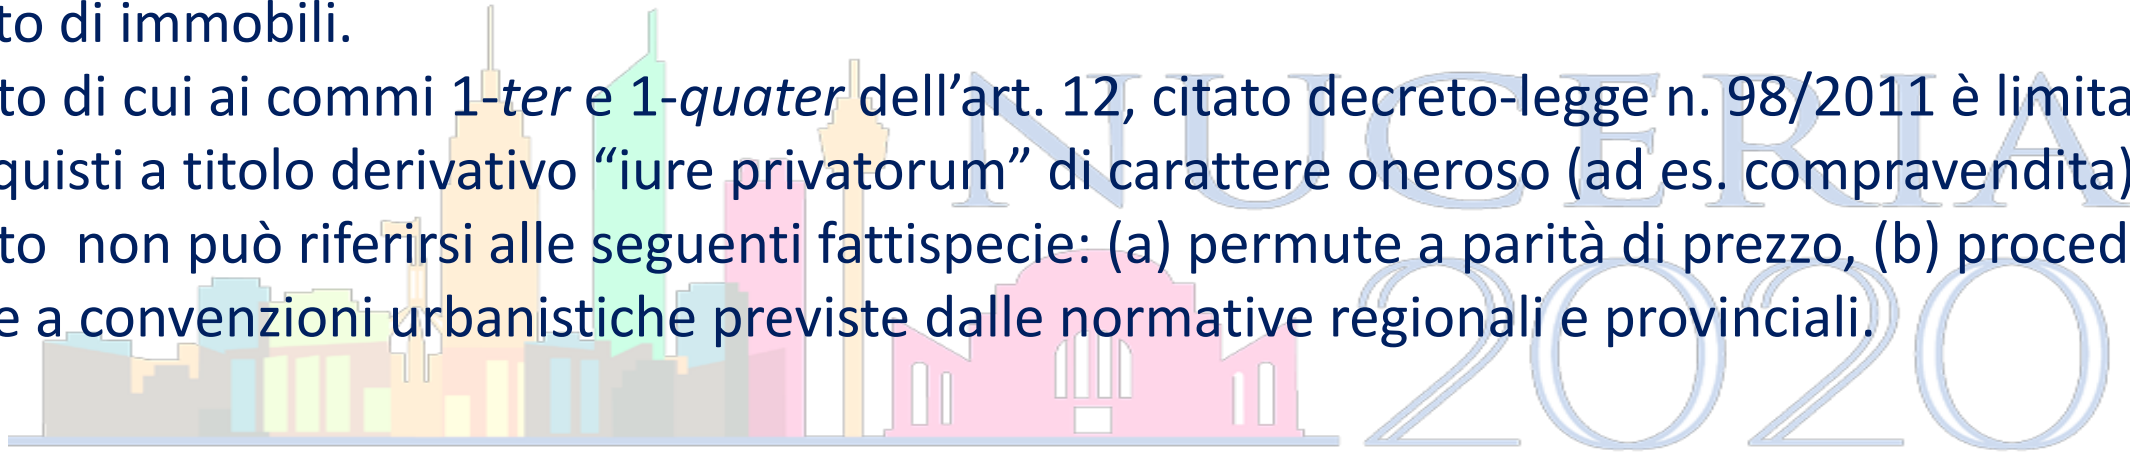 to di immobili.
to di cui ai commi 1-ter e 1-quater dell’art. 12, citato decreto-legge n. 98/2011 è limita
quisti a titolo derivativo “iure privatorum” di carattere oneroso (ad es. compravendita)
to  non può riferirsi alle seguenti fattispecie: (a) permute a parità di prezzo, (b) proced
e a convenzioni urbanistiche previste dalle normative regionali e provinciali.
NUCERIA
2020